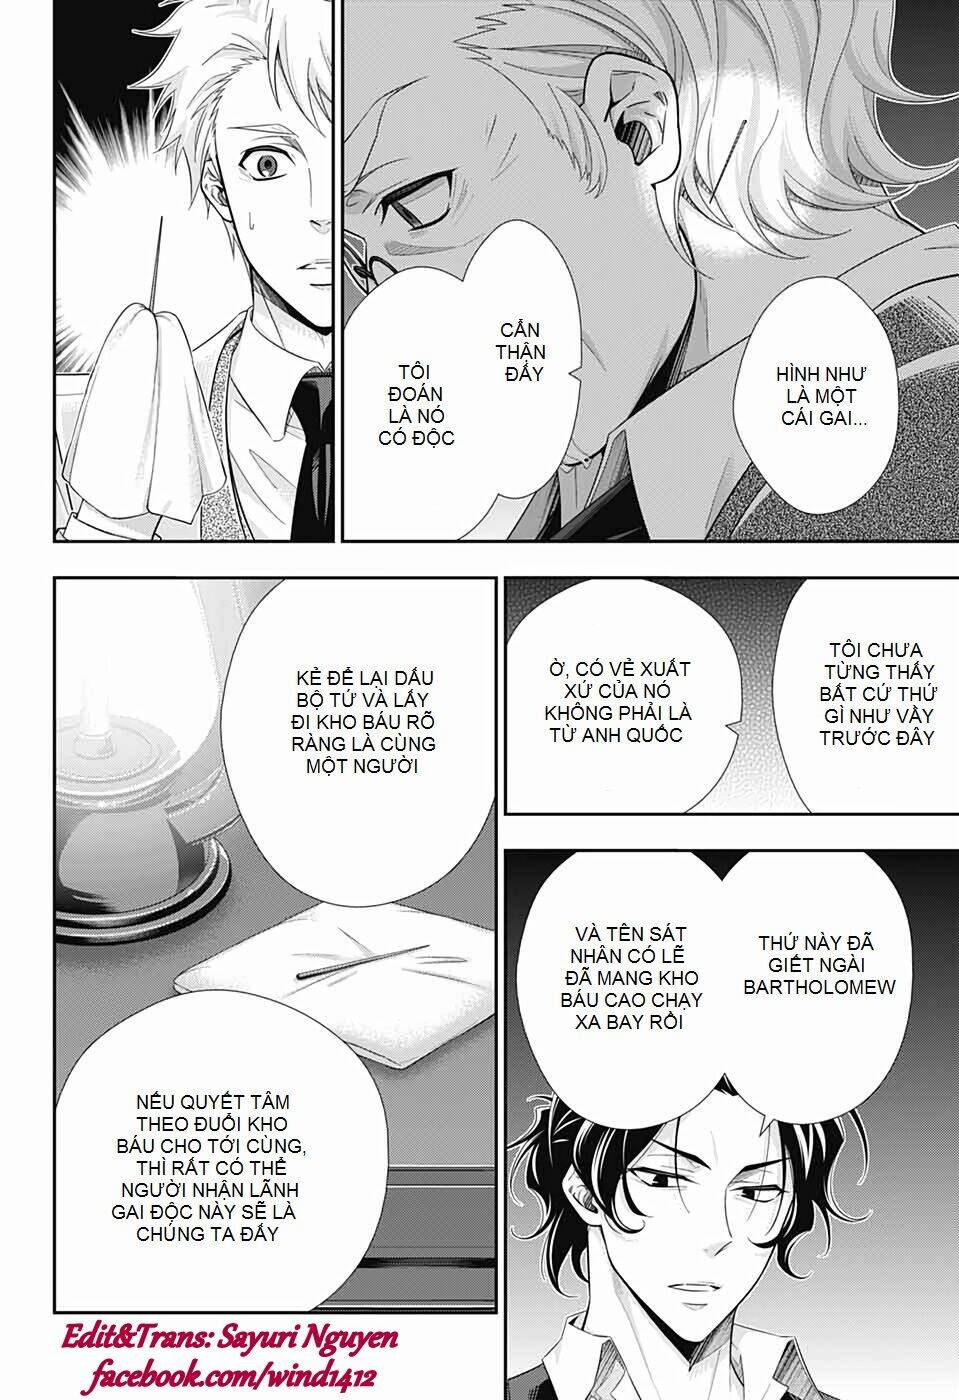 HÌNH NHƯ
LÀ MỘT
CÁI GAI...
CẨN
THẬN
ĐẤY
TÔI
ĐOÁN
LÀ NÓ
CÓ ĐỘC
TÔI CHƯA
TỪNG THẤY
BẤT CỨ THỨ
GÌ NHƯ VẦY
TRƯỚC ĐÂY
Ờ, CÓ VẺ XUẤT
XỨ CỦA NÓ
KHÔNG PHẢI LÀ
TỪ ANH QUỐC
THỨ NÀY ĐÃ
GIẾT NGÀI
BARTHOLOMEW
VÀ TÊN SÁT
NHÂN CÓ LẼ
ĐÃ MANG KHO
BÁU CAO CHẠY
XA BAY RỒI
KẺ ĐỂ LẠI DẤU
BỘ TỨ VÀ LẤY
ĐI KHO BÁU RÕ
RÀNG LÀ CÙNG
MỘT NGƯỜI
NẾU QUYẾT TÂM
THEO ĐUỔI KHO
BÁU CHO TỚI CÙNG,
THÌ RẤT CÓ THỂ
NGƯỜI NHẬN LÃNH
GAI ĐỘC NÀY SẼ LÀ
CHÚNG TA ĐẤY
Edit&Trans: Sayuri Nguyen
facebook.com/wind1412